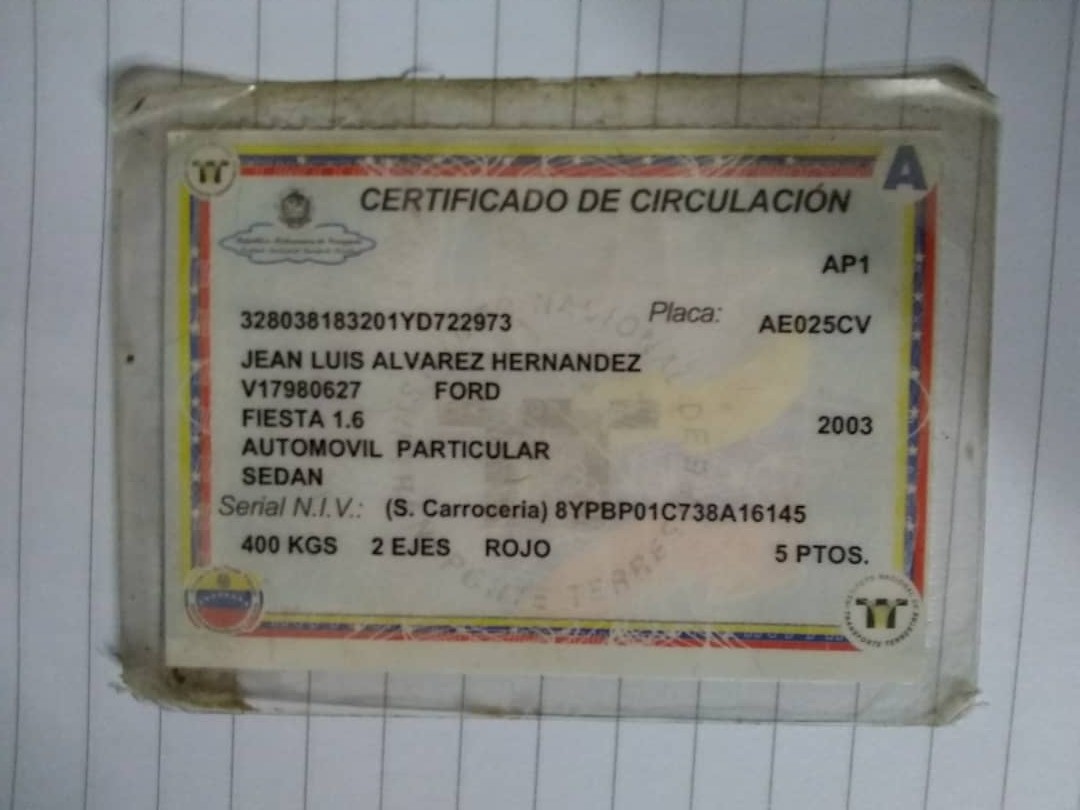 A
CERTIFICADO DE CIRCULACIÓN
República Bolivariana de Venezuela
AP1
328038183201YD722973 Placa: AE025CV
JEAN LUIS ALVAREZ HERNANDEZ
V17980627 FORD
FIESTA 1.6 2003
AUTOMOVIL PARTICULAR
SEDAN
Serial N.I.V.: (S. Carroceria) 8YPBP01C738A16145
400 KGS 2 EJES ROJO 5 PTOS.
INSTITUTO NACIONAL DE TRANSPORTE TERRESTRE